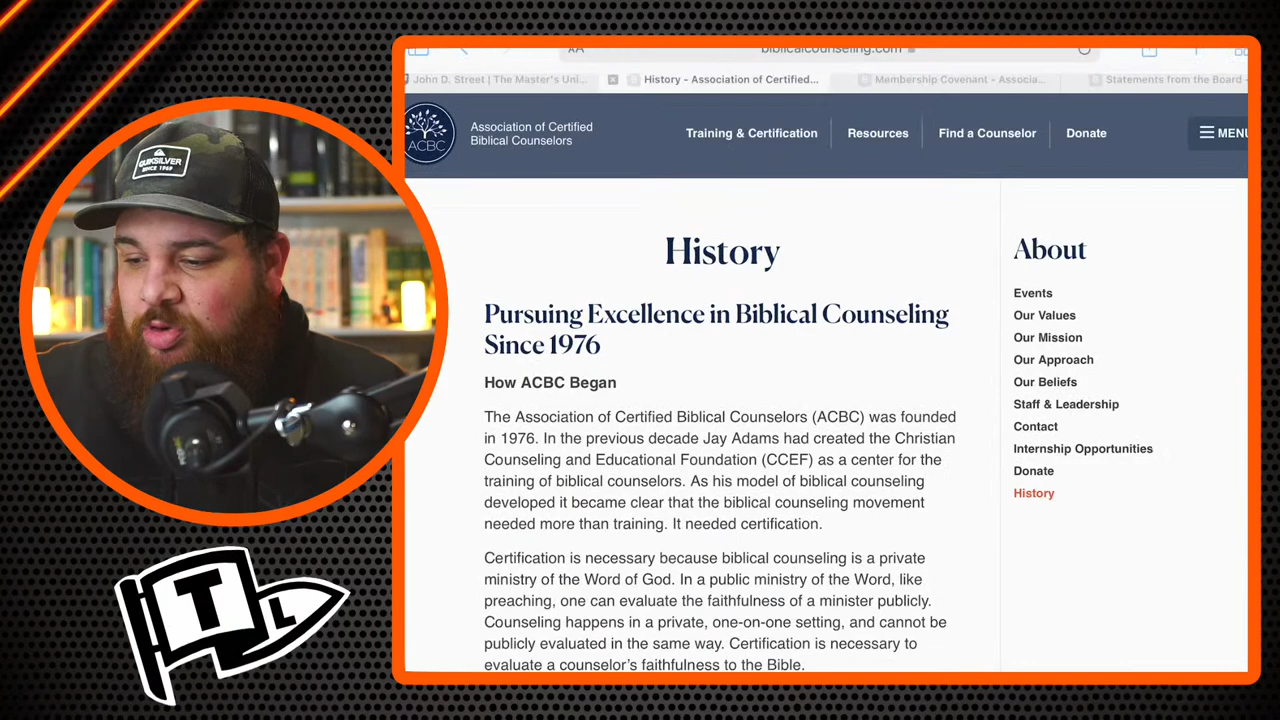 QUIKSILVER
SINCE 1969
TL
AA
biblicalcounseling.com
John D. Street | The Master's Uni...
History - Association of Certified...
Membership Covenant - Associa...
Statements from the Board -
ACBC
Association of Certified
Biblical Counselors
Training & Certification
Resources
Find a Counselor
Donate
MENU
History
Pursuing Excellence in Biblical Counseling
Since 1976
How ACBC Began
The Association of Certified Biblical Counselors (ACBC) was founded
in 1976. In the previous decade Jay Adams had created the Christian
Counseling and Educational Foundation (CCEF) as a center for the
training of biblical counselors. As his model of biblical counseling
developed it became clear that the biblical counseling movement
needed more than training. It needed certification.
Certification is necessary because biblical counseling is a private
ministry of the Word of God. In a public ministry of the Word, like
preaching, one can evaluate the faithfulness of a minister publicly.
Counseling happens in a private, one-on-one setting, and cannot be
publicly evaluated in the same way. Certification is necessary to
evaluate a counselor's faithfulness to the Bible.
About
Events
Our Values
Our Mission
Our Approach
Our Beliefs
Staff & Leadership
Contact
Internship Opportunities
Donate
History